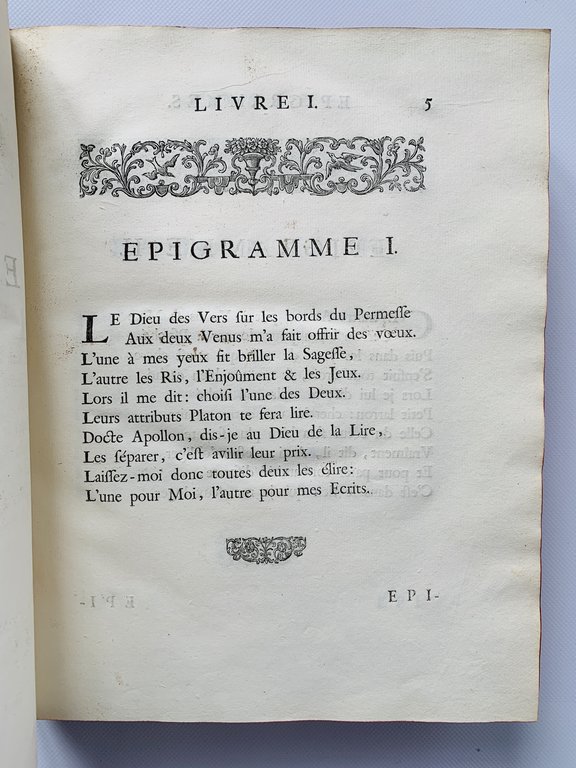 LIVRE I. 5
EPIGRAMME I.
LE Dieu des Vers ſur les bords du Permeſſe
Aux deux Venus m'a fait offrir des vœux.
L'une à mes yeux fit briller la Sageſſe,
L'autre les Ris, l'Enjoûment & les Jeux.
Lors il me dit: choiſi l'une des Deux.
Leurs attributs Platon te fera lire.
Docte Apollon, dis-je au Dieu de la Lire,
Les ſéparer, c'eſt avilir leur prix.
Laiſſez-moi donc toutes deux les élire:
L'une pour Moi, l'autre pour mes Ecrits.
EPI-